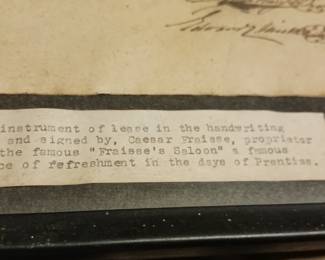 instrument of lease in the handwriting
and signed by, Caesar Fraisse, proprietor
the famous "Fraisse's Saloon" a famous
ce of refreshment in the days of Prentiss.